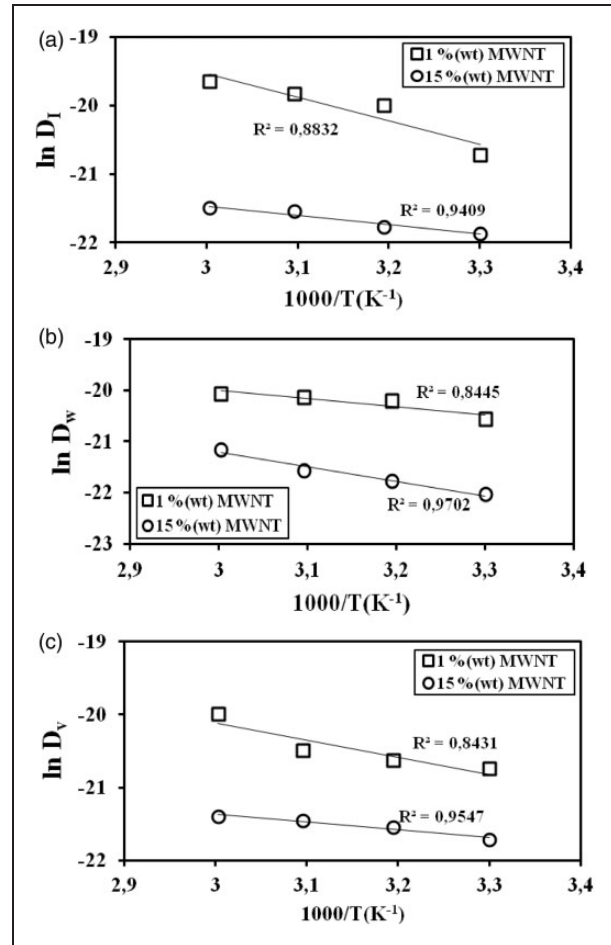 (a)
-19
-20
-21
-22
ln D_I
1 %(wt) MWNT
15 %(wt) MWNT
R² = 0,8832
R² = 0,9409
2,9 3 3,1 3,2 3,3 3,4
1000/T(K⁻¹)
(b)
-19
-20
-21
-22
-23
ln D_w
R² = 0,8445
1 %(wt) MWNT
15 %(wt) MWNT
R² = 0,9702
2,9 3 3,1 3,2 3,3 3,4
1000/T(K⁻¹)
(c)
-19
-20
-21
-22
ln D_v
1 %(wt) MWNT
15 %(wt) MWNT
R² = 0,8431
R² = 0,9547
2,9 3 3,1 3,2 3,3 3,4
1000/T(K⁻¹)